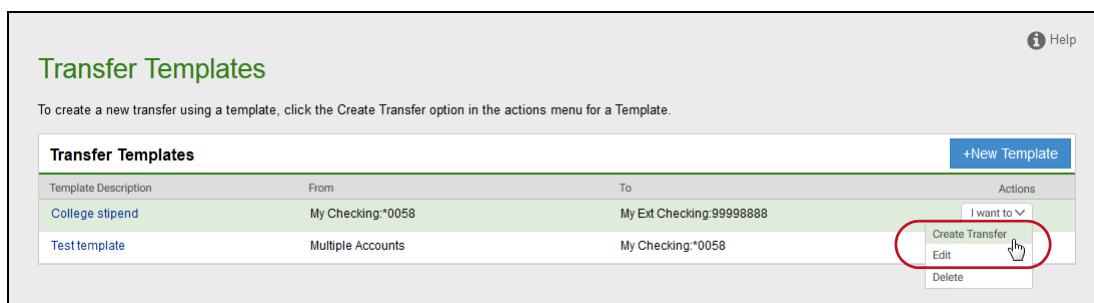 Help
Transfer Templates
To create a new transfer using a template, click the Create Transfer option in the actions menu for a Template.
Transfer Templates +New Template
Template Description From To Actions
College stipend My Checking:*0058 My Ext Checking:99998888 I want to
Create Transfer
Test template Multiple Accounts My Checking:*0058
Edit
Delete